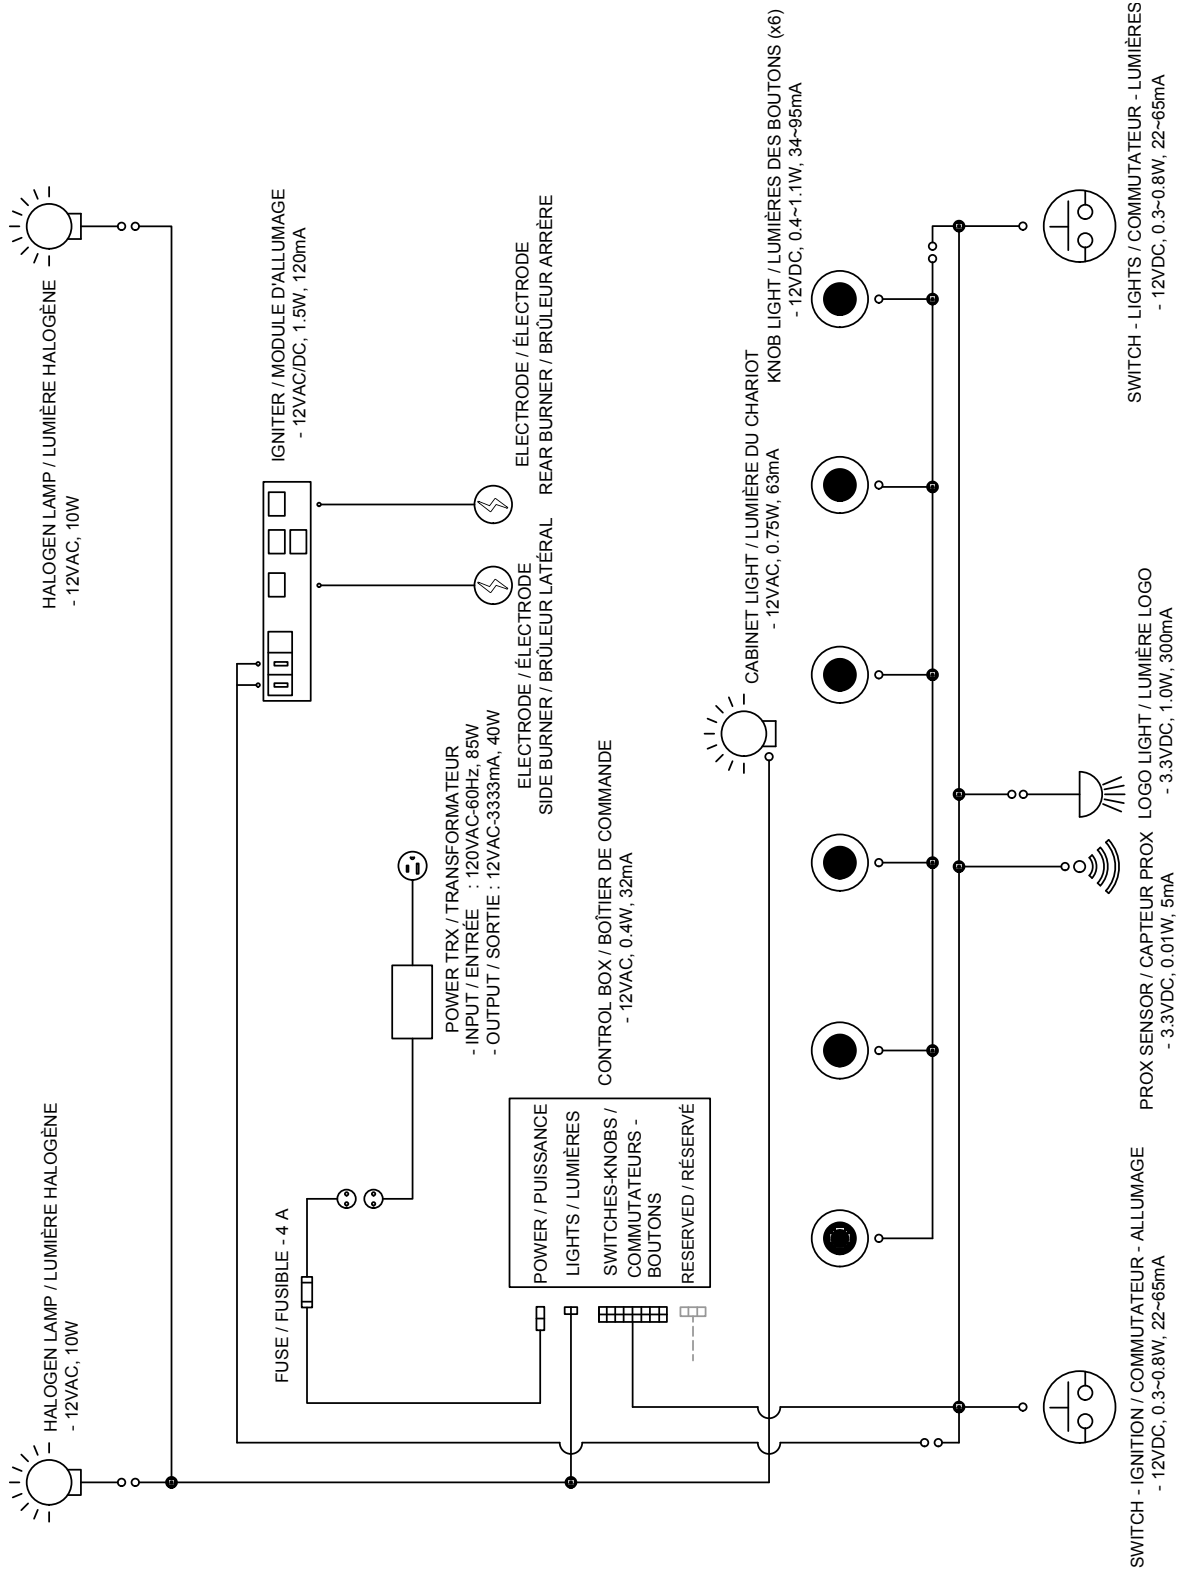 HALOGEN LAMP / LUMIÈRE HALOGÈNE
- 12VAC, 10W
HALOGEN LAMP / LUMIÈRE HALOGÈNE
- 12VAC, 10W
FUSE / FUSIBLE - 4 A
IGNITER / MODULE D'ALLUMAGE
- 12VAC/DC, 1.5W, 120mA
POWER TRX / TRANSFORMATEUR
- INPUT / ENTRÉE : 120VAC-60Hz, 85W
- OUTPUT / SORTIE : 12VAC-3333mA, 40W
ELECTRODE / ÉLECTRODE
SIDE BURNER / BRÛLEUR LATÉRAL
ELECTRODE / ÉLECTRODE
REAR BURNER / BRÛLEUR ARRÈRE
POWER / PUISSANCE
LIGHTS / LUMIÈRES
SWITCHES-KNOBS /
COMMUTATEURS -
BOUTONS
RESERVED / RÉSERVÉ
CONTROL BOX / BOÎTIER DE COMMANDE
- 12VAC, 0.4W, 32mA
CABINET LIGHT / LUMIÈRE DU CHARIOT
- 12VAC, 0.75W, 63mA
KNOB LIGHT / LUMIÈRES DES BOUTONS (x6)
- 12VDC, 0.4~1.1W, 34~95mA
SWITCH - IGNITION / COMMUTATEUR - ALLUMAGE
- 12VDC, 0.3~0.8W, 22~65mA
PROX SENSOR / CAPTEUR PROX
- 3.3VDC, 0.01W, 5mA
LOGO LIGHT / LUMIÈRE LOGO
- 3.3VDC, 1.0W, 300mA
SWITCH - LIGHTS / COMMUTATEUR - LUMIÈRES
- 12VDC, 0.3~0.8W, 22~65mA